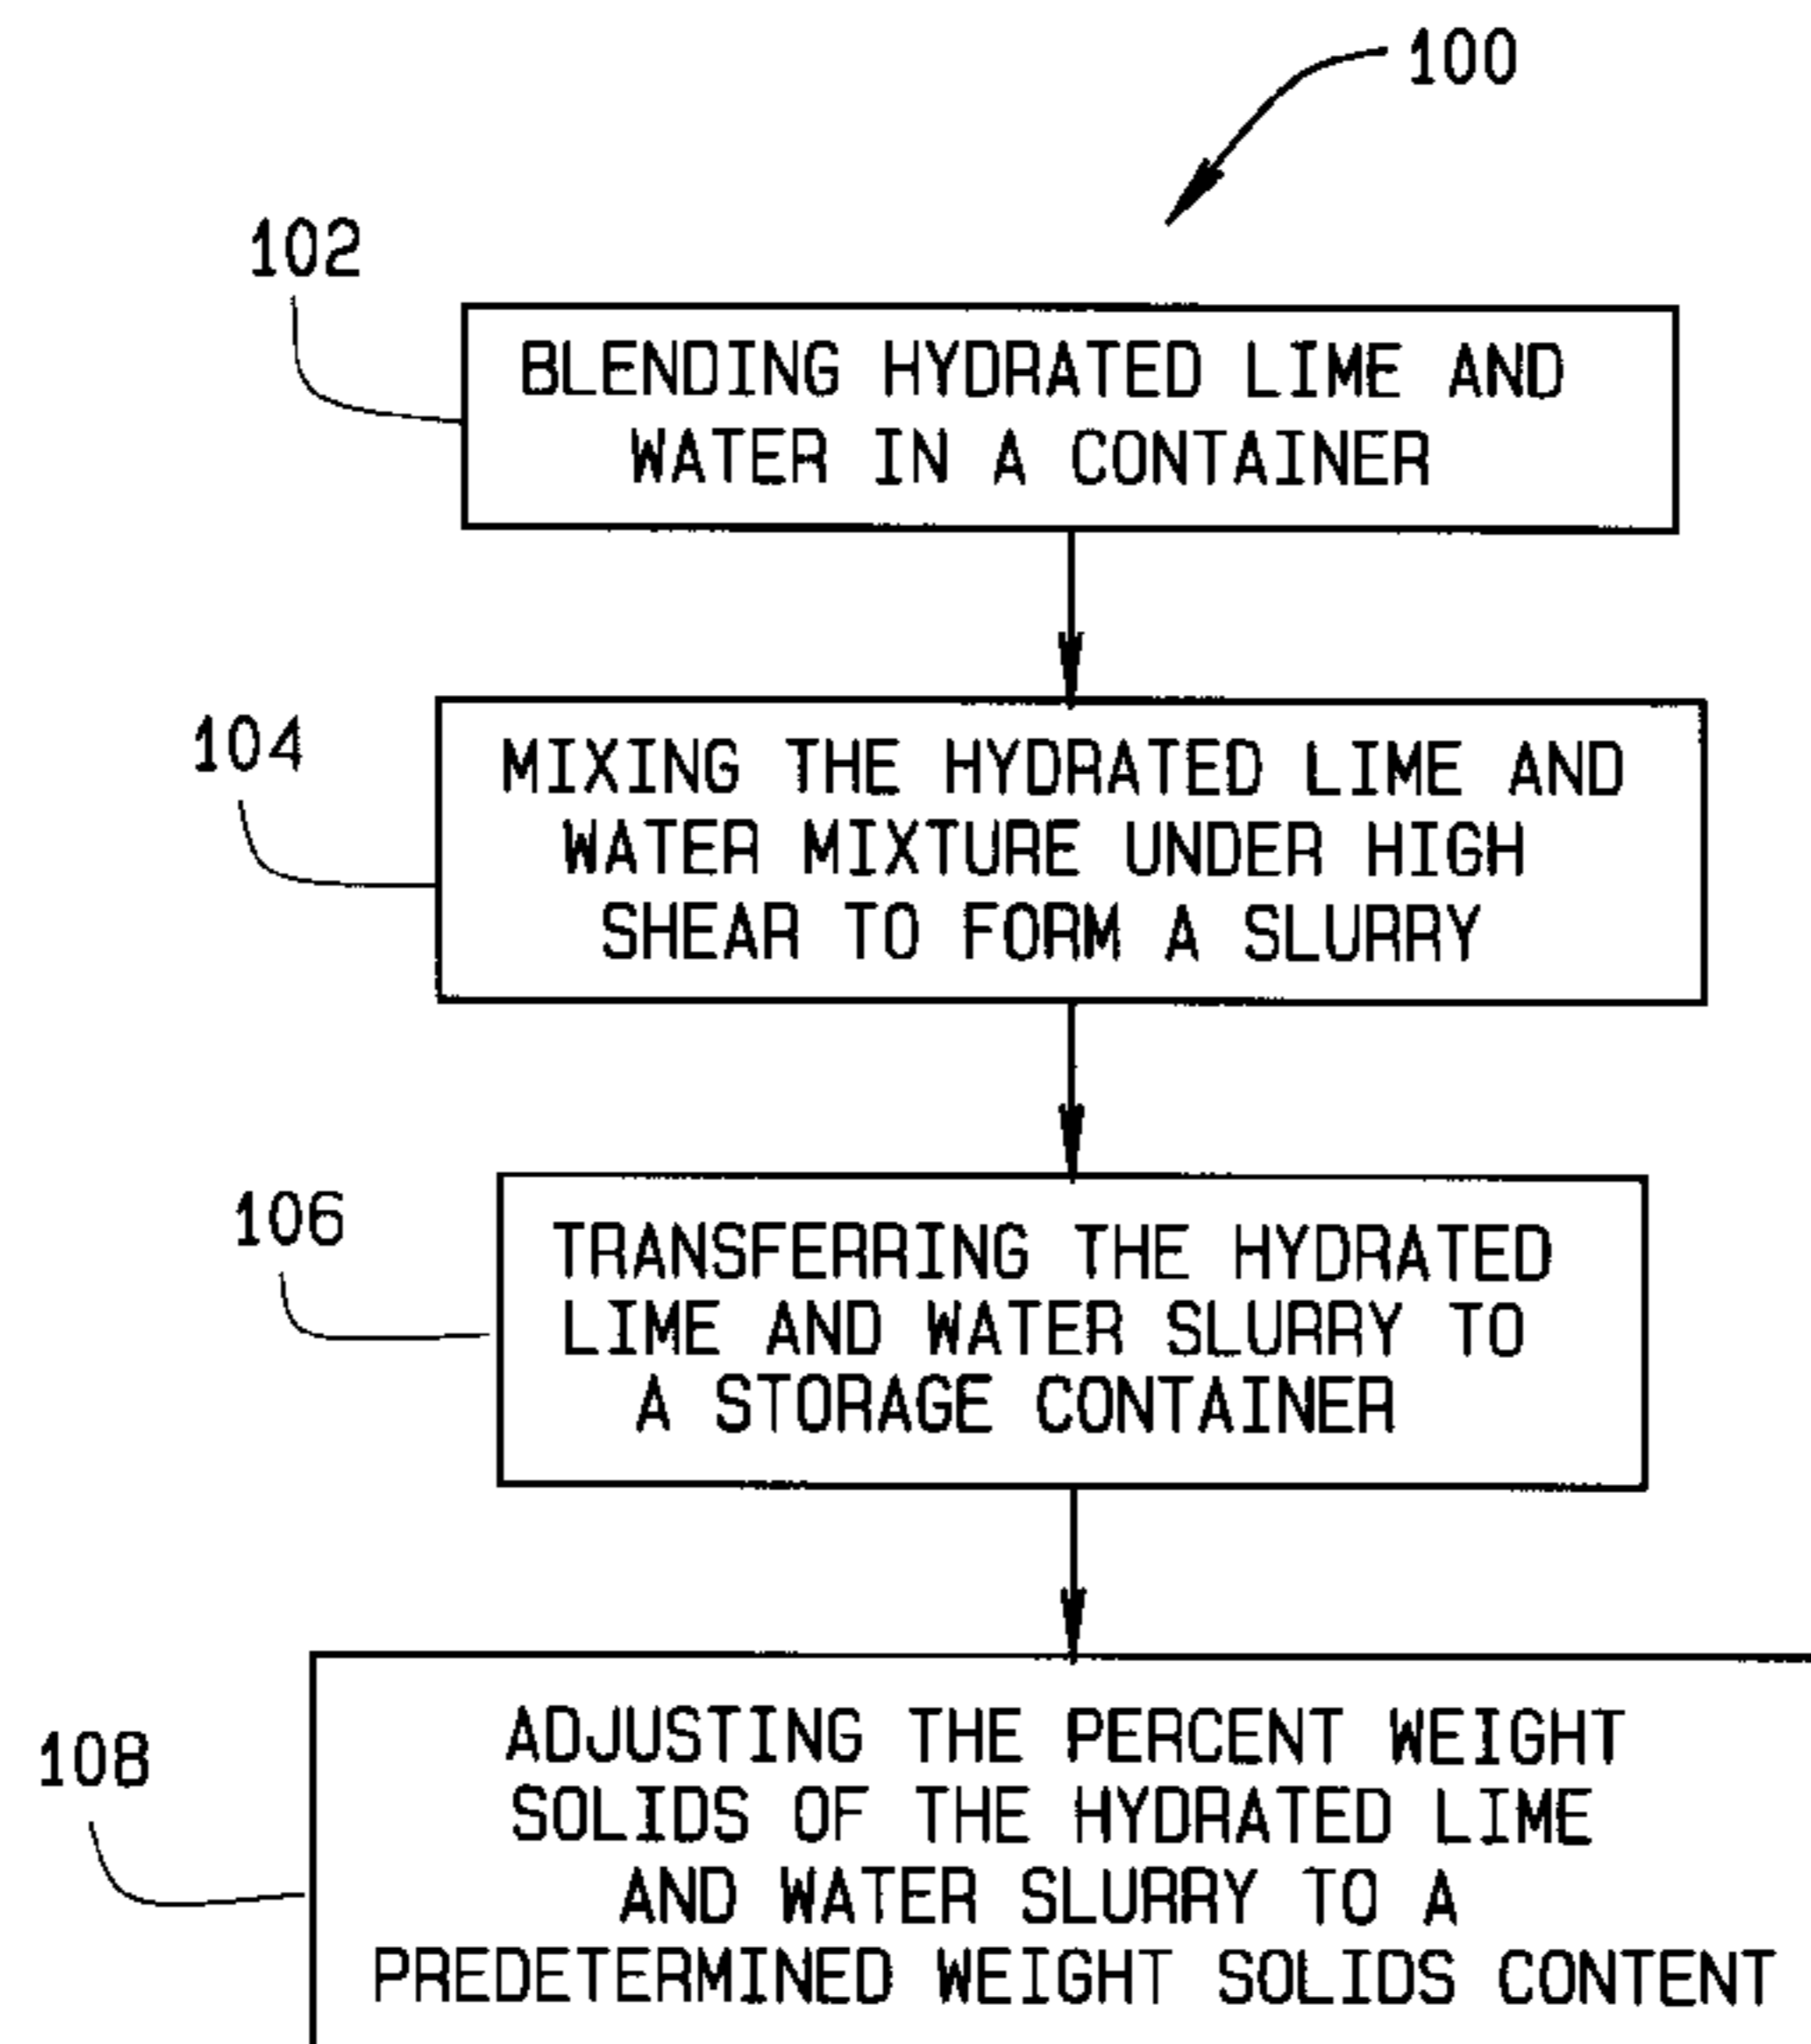 100
102
BLENDING HYDRATED LIME AND
WATER IN A CONTAINER
104
MIXING THE HYDRATED LIME AND
WATER MIXTURE UNDER HIGH
SHEAR TO FORM A SLURRY
106
TRANSFERRING THE HYDRATED
LIME AND WATER SLURRY TO
A STORAGE CONTAINER
108
ADJUSTING THE PERCENT WEIGHT
SOLIDS OF THE HYDRATED LIME
AND WATER SLURRY TO A
PREDETERMINED WEIGHT SOLIDS CONTENT